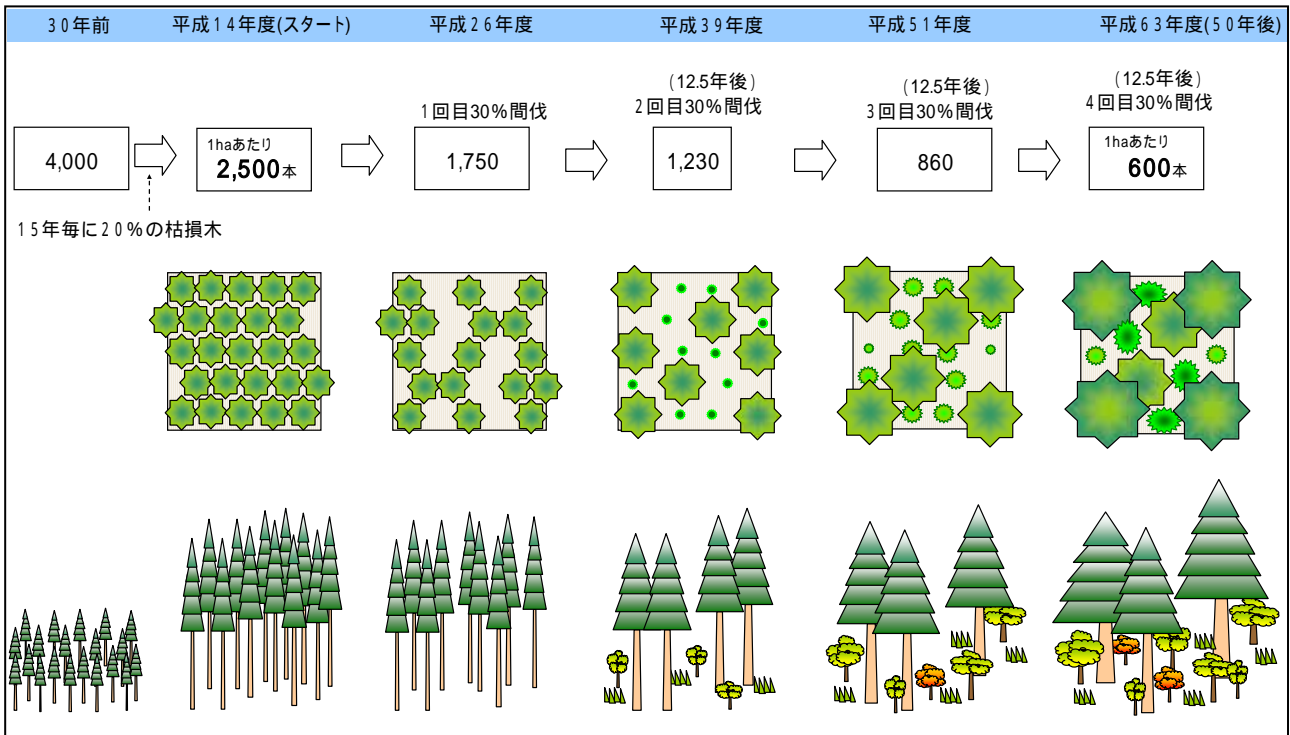 30年前 平成14年度(スタート) 平成26年度 平成39年度 平成51年度 平成63年度(50年後)
1回目30%間伐
(12.5年後)
2回目30%間伐
(12.5年後)
3回目30%間伐
(12.5年後)
4回目30%間伐
4,000
1haあたり
2,500本
1,750
1,230
860
1haあたり
600本
15年毎に20%の枯損木